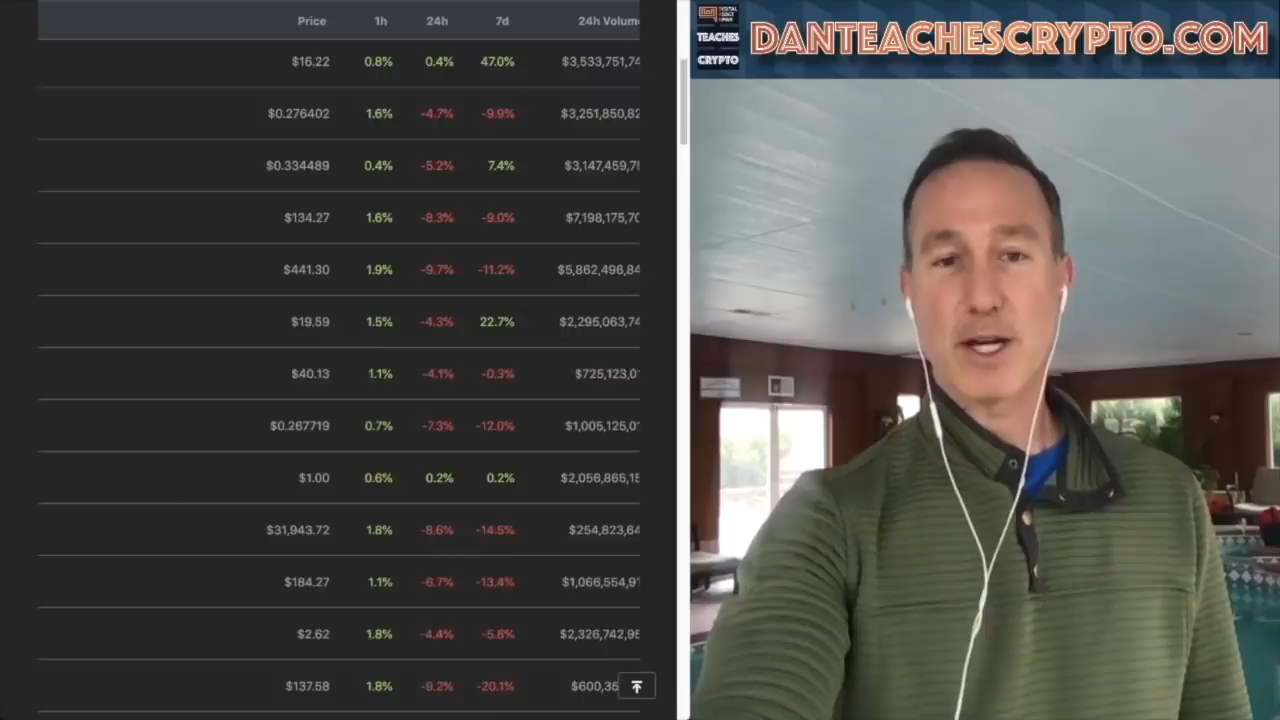 Price 1h 24h 7d 24h Volum
$16.22 0.8% 0.4% 47.0% $3,533,751,74
$0.276402 1.6% -4.7% -9.9% $3,251,850,82
$0.334489 0.4% -5.2% 7.4% $3,147,459,7
$134.27 1.6% -8.3% -9.0% $7,198,175,70
$441.30 1.9% -9.7% -11.2% $5,862,496,84
$19.59 1.5% -4.3% 22.7% $2,295,063,74
$40.13 1.1% -4.1% -0.3% $725,123,0
$0.267719 0.7% -7.3% -12.0% $1,005,125,0
$1.00 0.6% 0.2% 0.2% $2,056,865,15
$31,943.72 1.8% -8.6% -14.5% $254,823,64
$184.27 1.1% -6.7% -13.4% $1,066,554,9
$2.62 1.8% -4.4% -5.6% $2,326,742,95
$137.58 1.8% -9.2% -20.1% $600,35
TEACHES
CRYPTO
DANTEACHESCRYPTO.COM